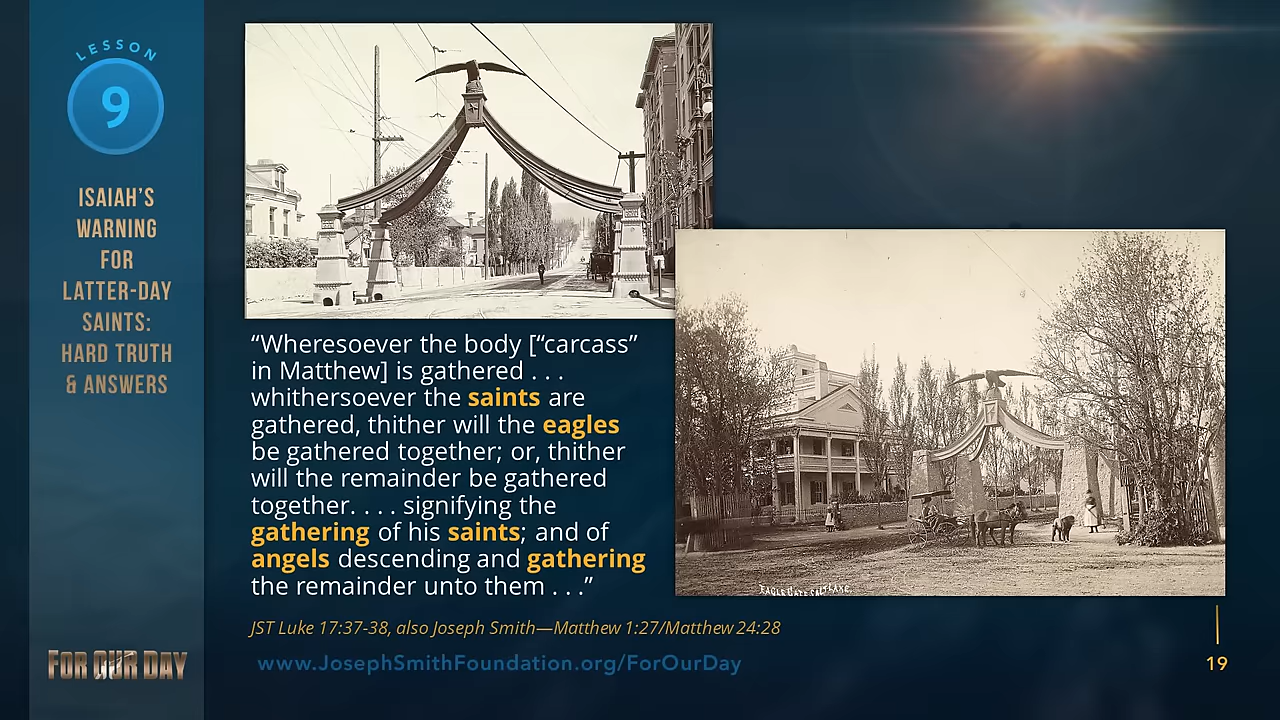 LESSON
9
ISAIAH'S
WARNING
FOR
LATTER-DAY
SAINTS:
HARD TRUTH
& ANSWERS
FOR OUR DAY
“Wheresoever the body [“carcass”
in Matthew] is gathered . . .
whithersoever the saints are
gathered, thither will the eagles
be gathered together; or, thither
will the remainder be gathered
together. . . . signifying the
gathering of his saints; and of
angels descending and gathering
the remainder unto them . . .”
JST Luke 17:37-38, also Joseph Smith—Matthew 1:27/Matthew 24:28
www.JosephSmithFoundation.org/ForOurDay
EAGLE GATE SALT LAKE.
19